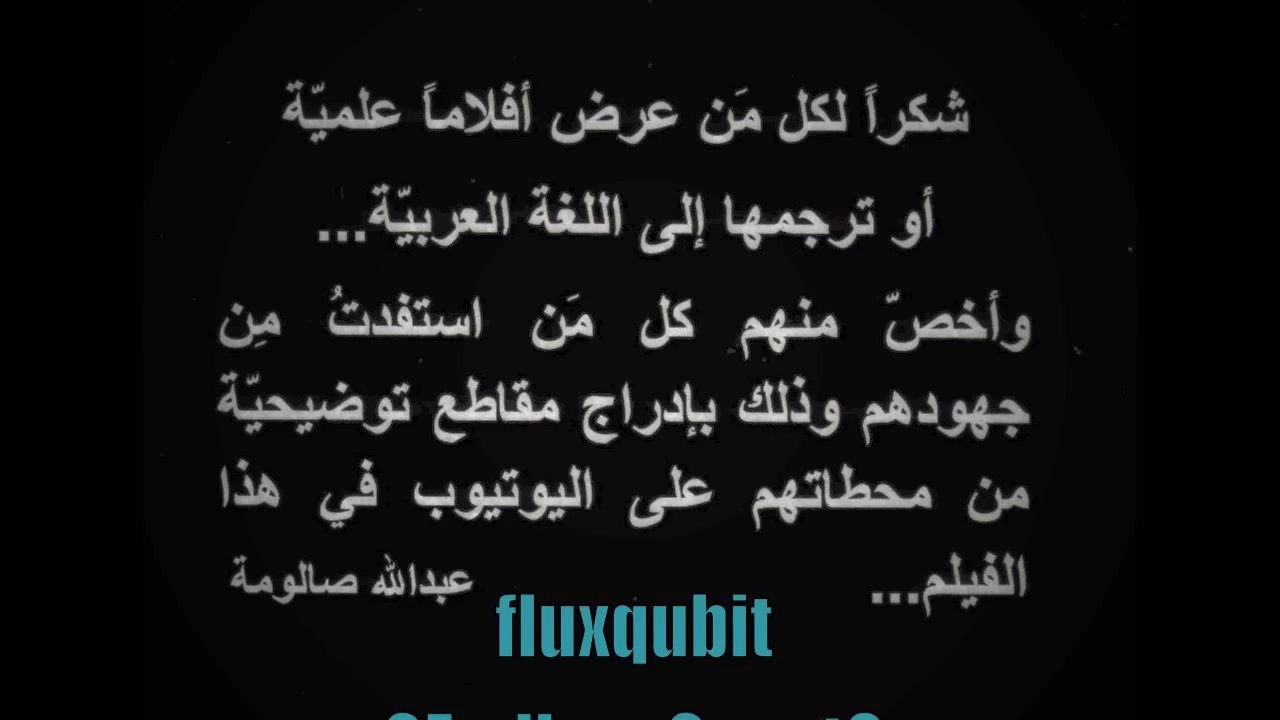 شكراً لكل مَن عرض أفلاماً علميّة
أو ترجمها إلى اللغة العربيّة...
وأخصّ منهم كل مَن استفدتُ مِن
جهودهم وذلك بإدراج مقاطع توضيحيّة
من محطاتهم على اليوتيوب في هذا
الفيلم... عبدالله صالومة
fluxqubit